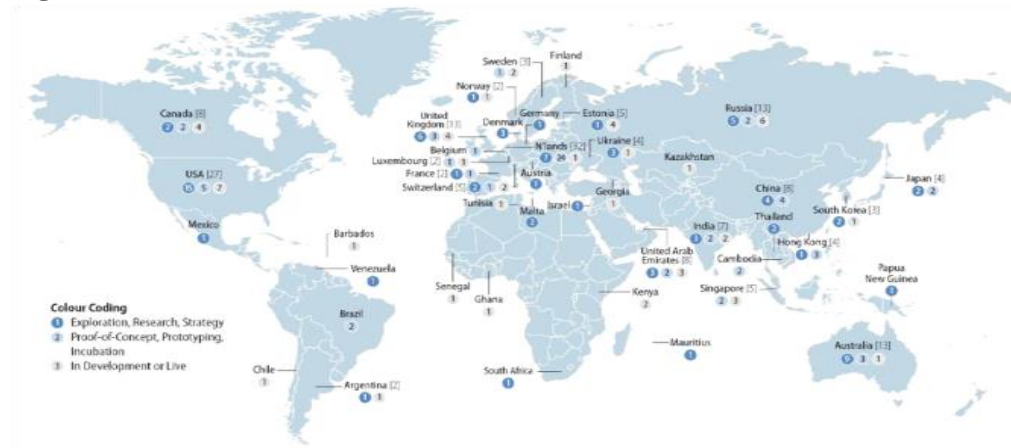 Finland
1
Sweden [3]
1 2
Norway [2]
1 1
Germany
1
Estonia [5]
1 4
Russia [13]
5 2 6
Canada [8]
2 2 4
United
Kingdom [13]
6 3 4
Denmark
3
Belgium
1
N'lands [32]
7 24 1
Ukraine [4]
3 1
Kazakhstan
1
Luxembourg [2]
1 1
France [2]
1 1
Austria
1
Switzerland [5]
2 1 2
Georgia
1
USA [27]
5 2
China [8]
4 4
Japan [4]
2 2
South Korea [3]
2 1
Tunisia 1
Malta
2
Israel 1
Mexico
1
India [7]
3 2 2
Thailand
2
Hong Kong [4]
1 3
Barbados
1
United Arab
Emirates [8]
3 2 3
Cambodia
2
Venezuela
1
Senegal
1
Ghana
1
Kenya
2
Singapore [5]
2 3
Papua
New Guinea
1
Colour Coding
1 Exploration, Research, Strategy
2 Proof-of-Concept, Prototyping,
Incubation
3 In Development or Live
Brazil
2
Mauritius
1
Australia [13]
9 3 1
Chile
1
South Africa
1
Argentina [2]
1 1